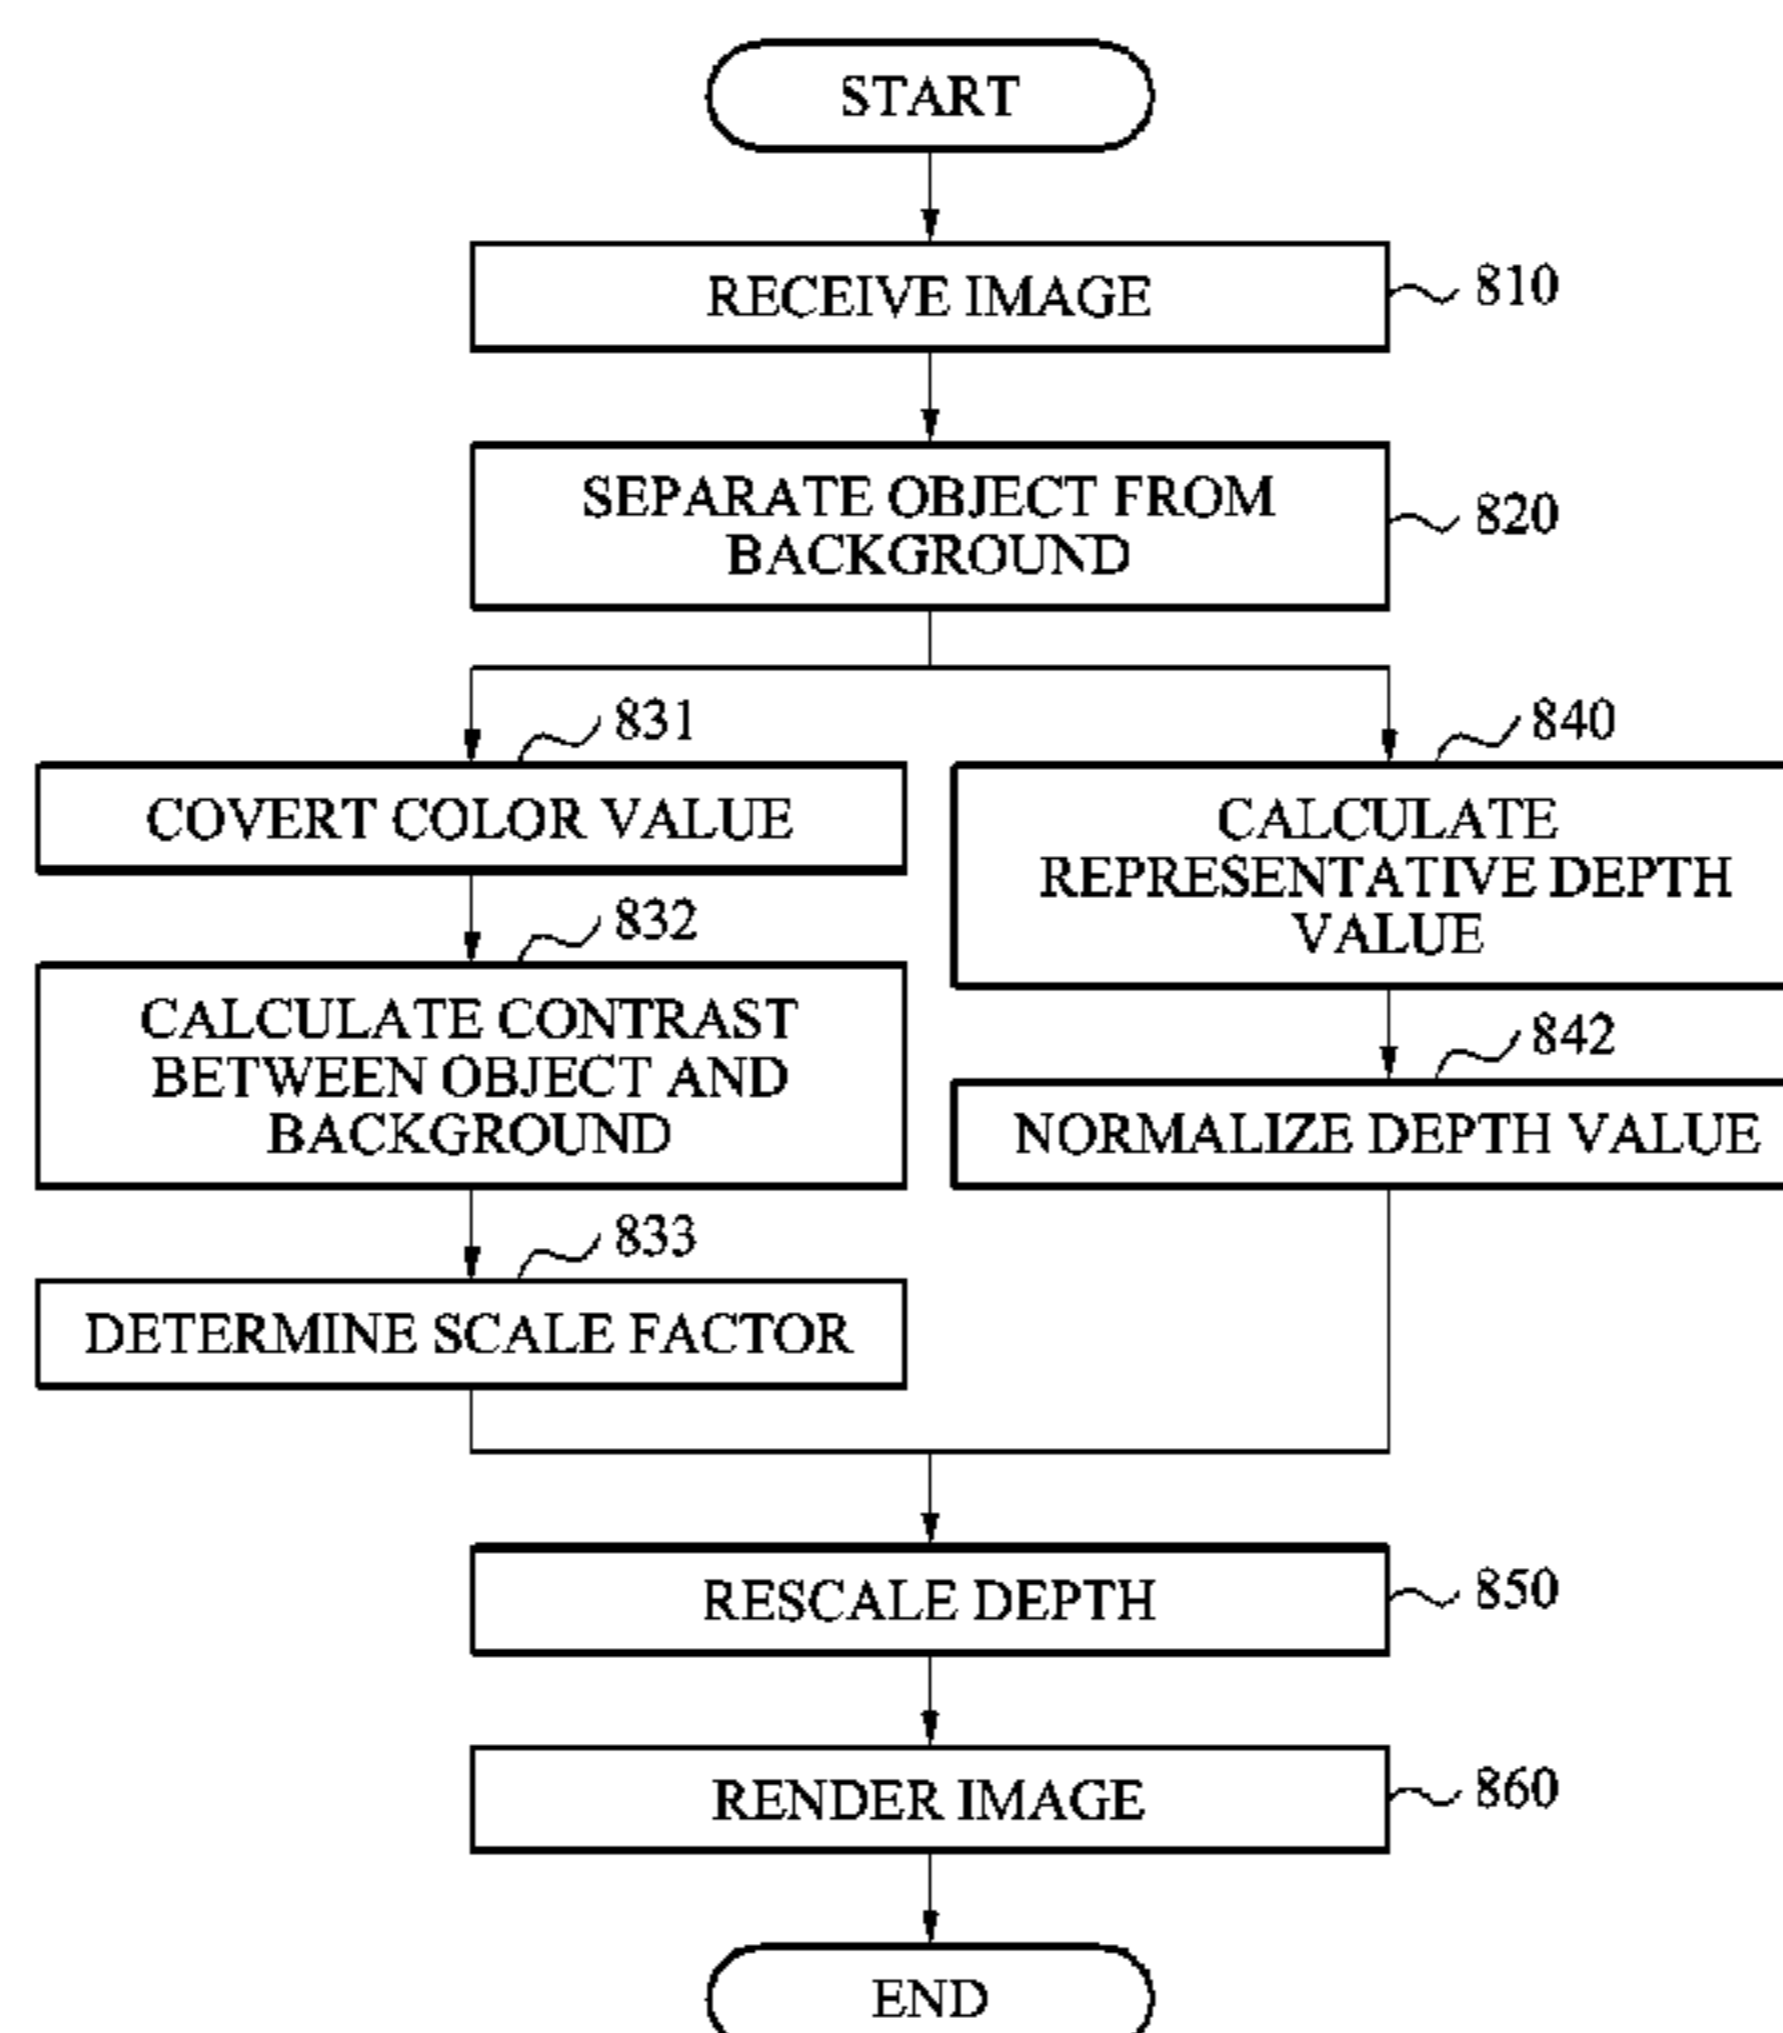 START
RECEIVE IMAGE
810
SEPARATE OBJECT FROM
BACKGROUND
820
831
COVERT COLOR VALUE
832
CALCULATE CONTRAST
BETWEEN OBJECT AND
BACKGROUND
833
DETERMINE SCALE FACTOR
840
CALCULATE
REPRESENTATIVE DEPTH
VALUE
842
NORMALIZE DEPTH VALUE
RESCALE DEPTH
850
RENDER IMAGE
860
END